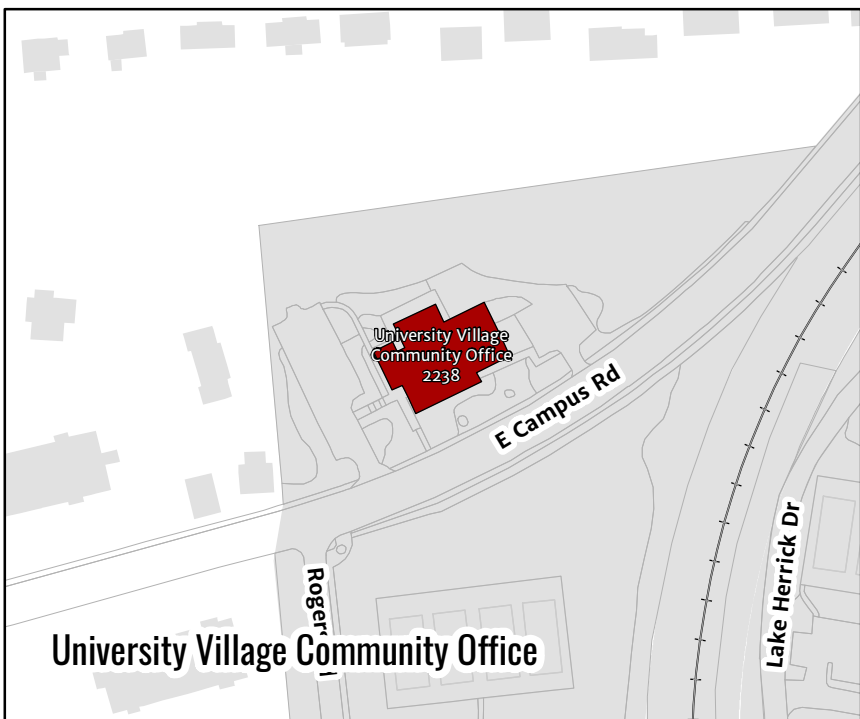 University Village
Community Office
2238
E Campus Rd
Lake Herrick Dr
University Village Community Office